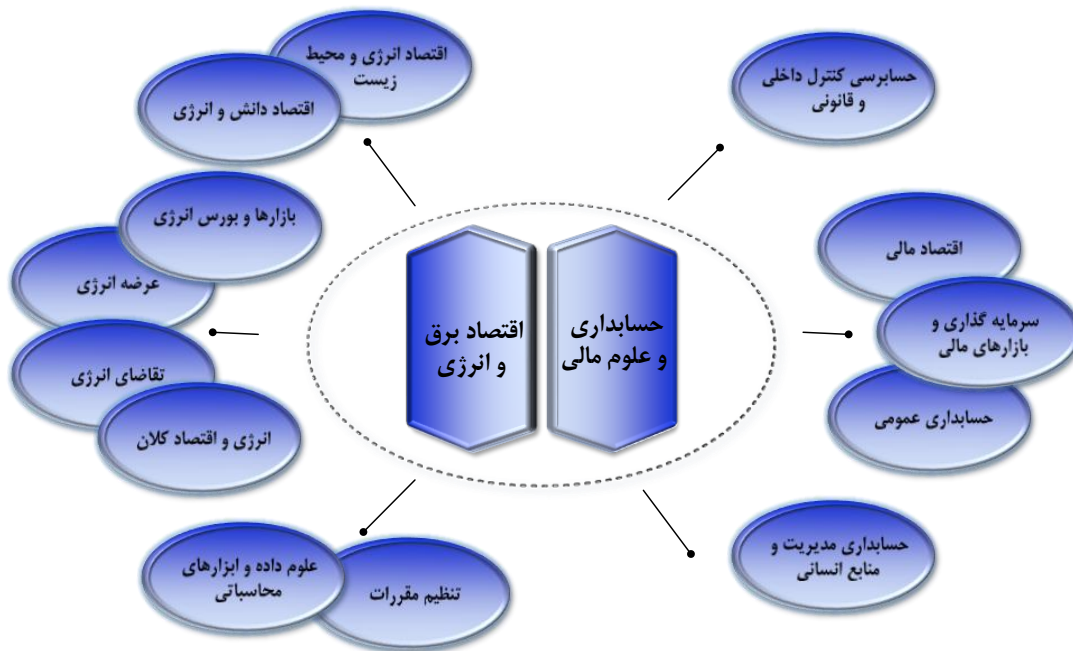 اقتصاد انرژی و محیط
زیست
اقتصاد دانش و انرژی
بازارها و بورس انرژی
عرضه انرژی
تقاضای انرژی
انرژی و اقتصاد کلان
علوم داده و ابزارهای
محاسباتی
تنظیم مقررات
اقتصاد برق
و انرژی
حسابداری
و علوم مالی
حسابرسی کنترل داخلی
و قانونی
اقتصاد مالی
سرمایه گذاری و
بازارهای مالی
حسابداری عمومی
حسابداری مدیریت و
منابع انسانی